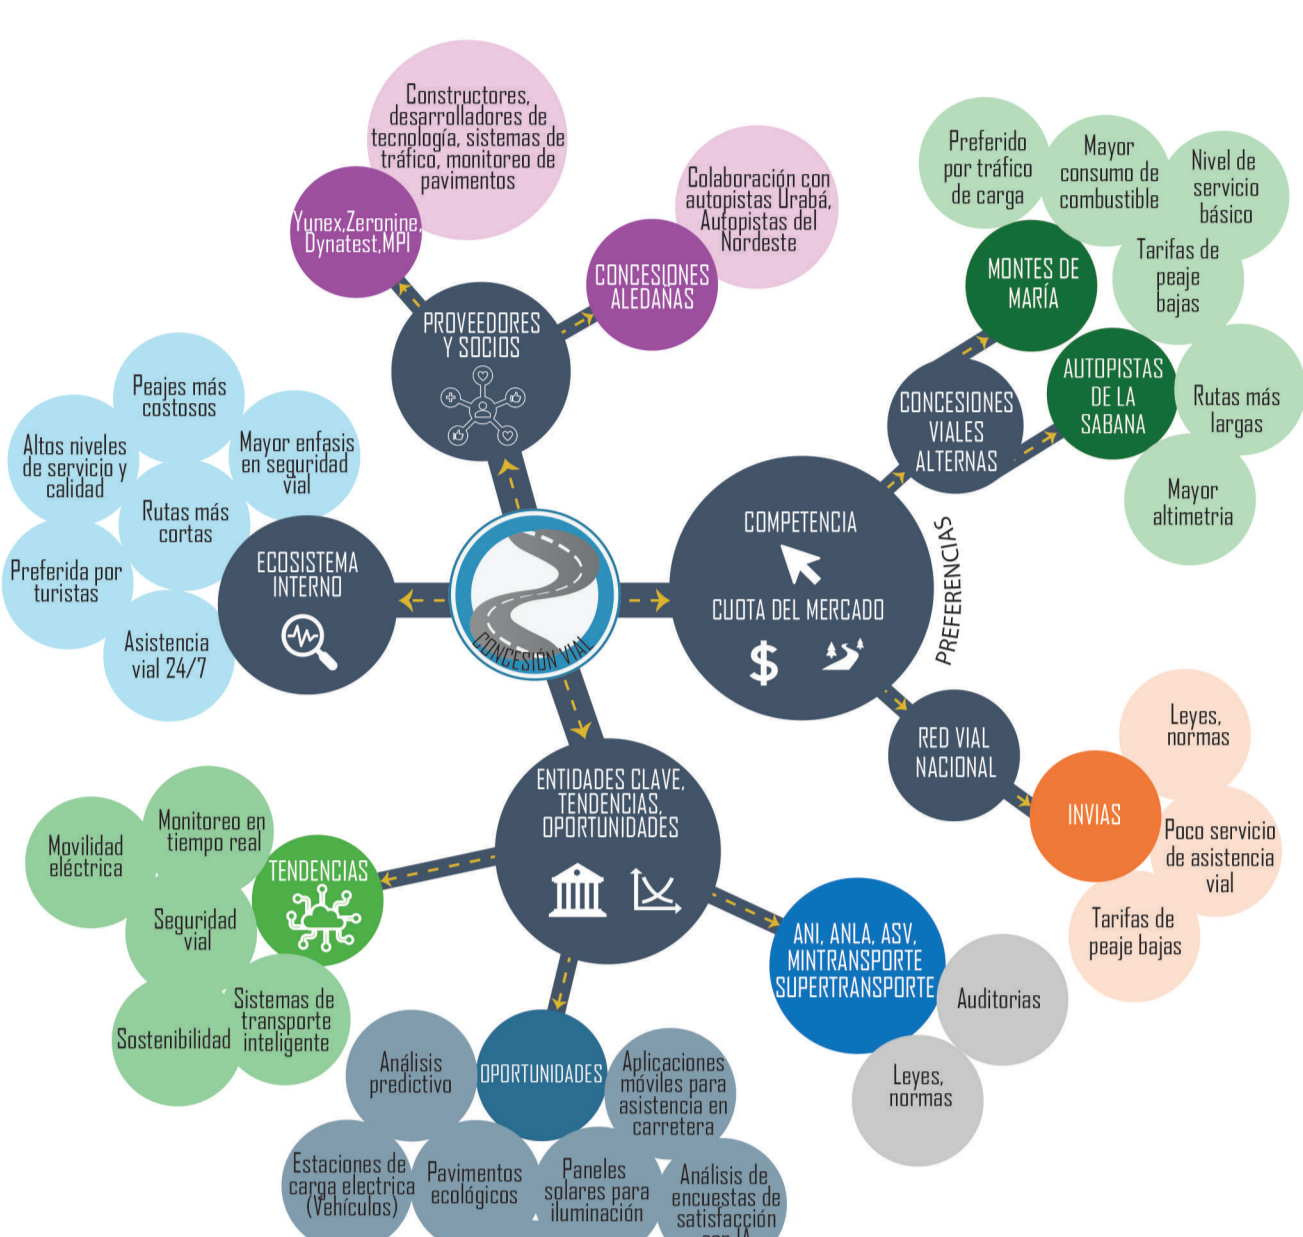 Constructores,
desarrolladores de
tecnología, sistemas de
tráfico, monitoreo de
pavimentos
Yunex,Zeronine,
Dynatest,MPI
Colaboración con
autopistas Urabá,
Autopistas del
Nordeste
CONCESIONES
ALEDAÑAS
PROVEEDORES
Y SOCIOS
Preferido
por tráfico
de carga
Mayor
consumo de
combustible
Nivel de
servicio
básico
Tarifas de
peaje
bajas
MONTES DE
MARÍA
AUTOPISTAS
DE LA
SABANA
Rutas más
largas
Mayor
altimetria
CONCESIONES
VIALES
ALTERNAS
Peajes más
costosos
Altos niveles
de servicio y
calidad
Mayor enfasis
en seguridad
vial
Rutas más
cortas
Preferida por
turistas
Asistencia
vial 24/7
ECOSISTEMA
INTERNO
CONCESIÓN VIAL
COMPETENCIA
CUOTA DEL MERCADO
$
PREFERENCIAS
RED VIAL
NACIONAL
INVIAS
Leyes,
normas
Poco servicio
de asistencia
vial
Tarifas de
peaje bajas
ENTIDADES CLAVE,
TENDENCIAS,
OPORTUNIDADES
Movilidad
eléctrica
Monitoreo en
tiempo real
TENDENCIAS
Seguridad
vial
Sostenibilidad
Sistemas de
transporte
inteligente
ANI, ANLA, ASV,
MINTRANSPORTE
SUPERTRANSPORTE
Auditorias
Leyes,
normas
OPORTUNIDADES
Análisis
predictivo
Aplicaciones
móviles para
asistencia en
carretera
Estaciones de
carga electrica
(Vehículos)
Pavimentos
ecológicos
Paneles
solares para
iluminación
Análisis de
encuestas de
satisfacción
con IA